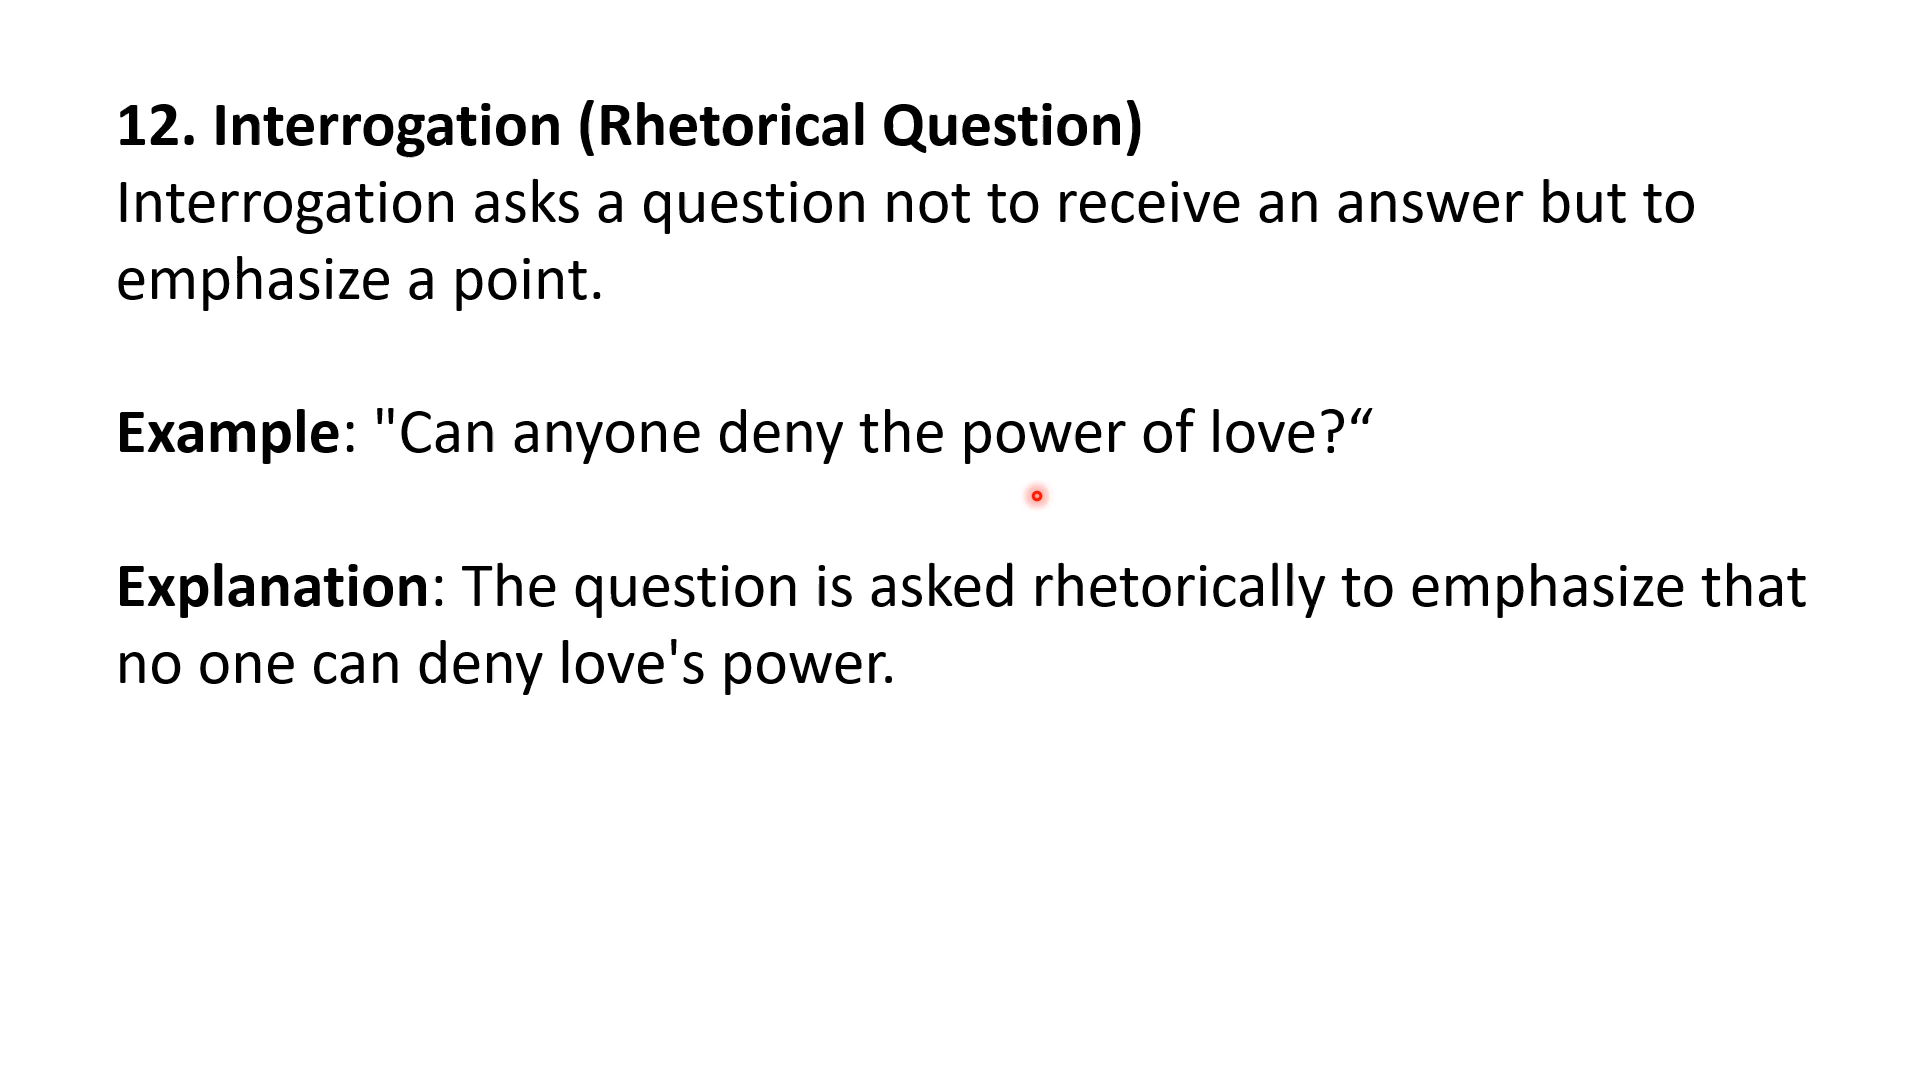 12. Interrogation (Rhetorical Question)
Interrogation asks a question not to receive an answer but to
emphasize a point.
Example: "Can anyone deny the power of love?“
Explanation: The question is asked rhetorically to emphasize that
no one can deny love's power.